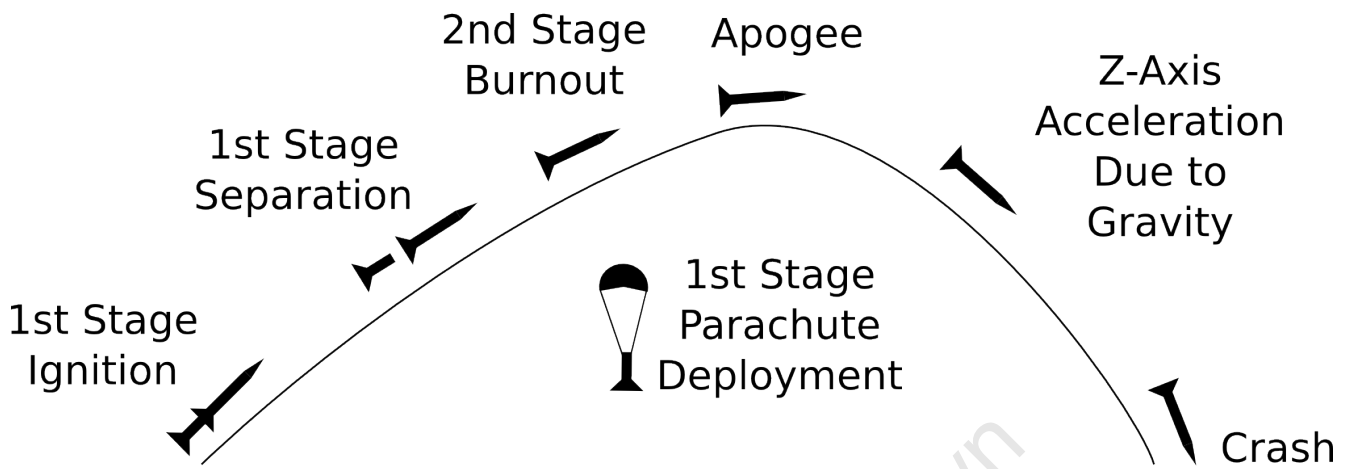 2nd Stage
Burnout
Apogee
Z-Axis
Acceleration
Due to
Gravity
1st Stage
Separation
1st Stage
Parachute
Deployment
1st Stage
Ignition
Crash